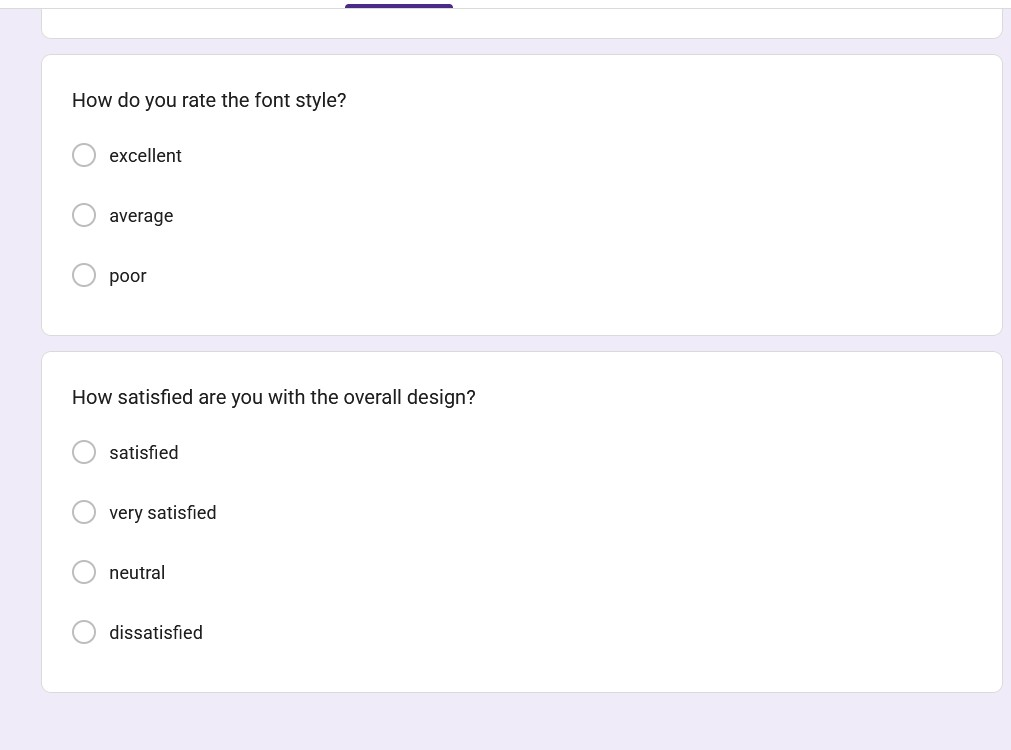 How do you rate the font style?
excellent
average
poor
How satisfied are you with the overall design?
satisfied
very satisfied
neutral
dissatisfied